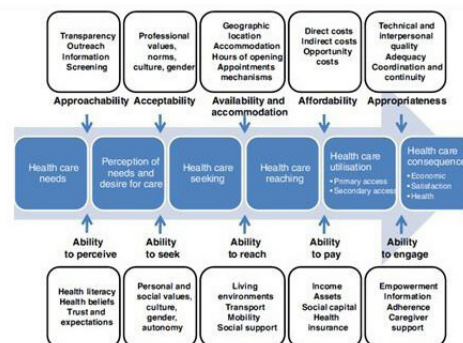 Transparency
Outreach
Information
Screening
Professional
values,
norms,
culture, gender
Geographic
location
Accommodation
Hours of opening
Appointments
mechanisms
Direct costs
Indirect costs
Opportunity
costs
Technical and
interpersonal
quality
Adequacy
Coordination and
continuity
Approachability
Acceptability
Availability and
accommodation
Affordability
Appropriateness
Health care
needs
Perception of
needs and
desire for care
Health care
seeking
Health care
reaching
Health care
utilisation
• Primary access
• Secondary access
Health care
consequence
• Economic
• Satisfaction
• Health
Ability
to perceive
Ability
to seek
Ability
to reach
Ability
to pay
Ability
to engage
Health literacy
Health beliefs
Trust and
expectations
Personal and
social values,
culture,
gender,
autonomy
Living
environments
Transport
Mobility
Social support
Income
Assets
Social capital
Health
insurance
Empowerment
Information
Adherence
Caregiver
support